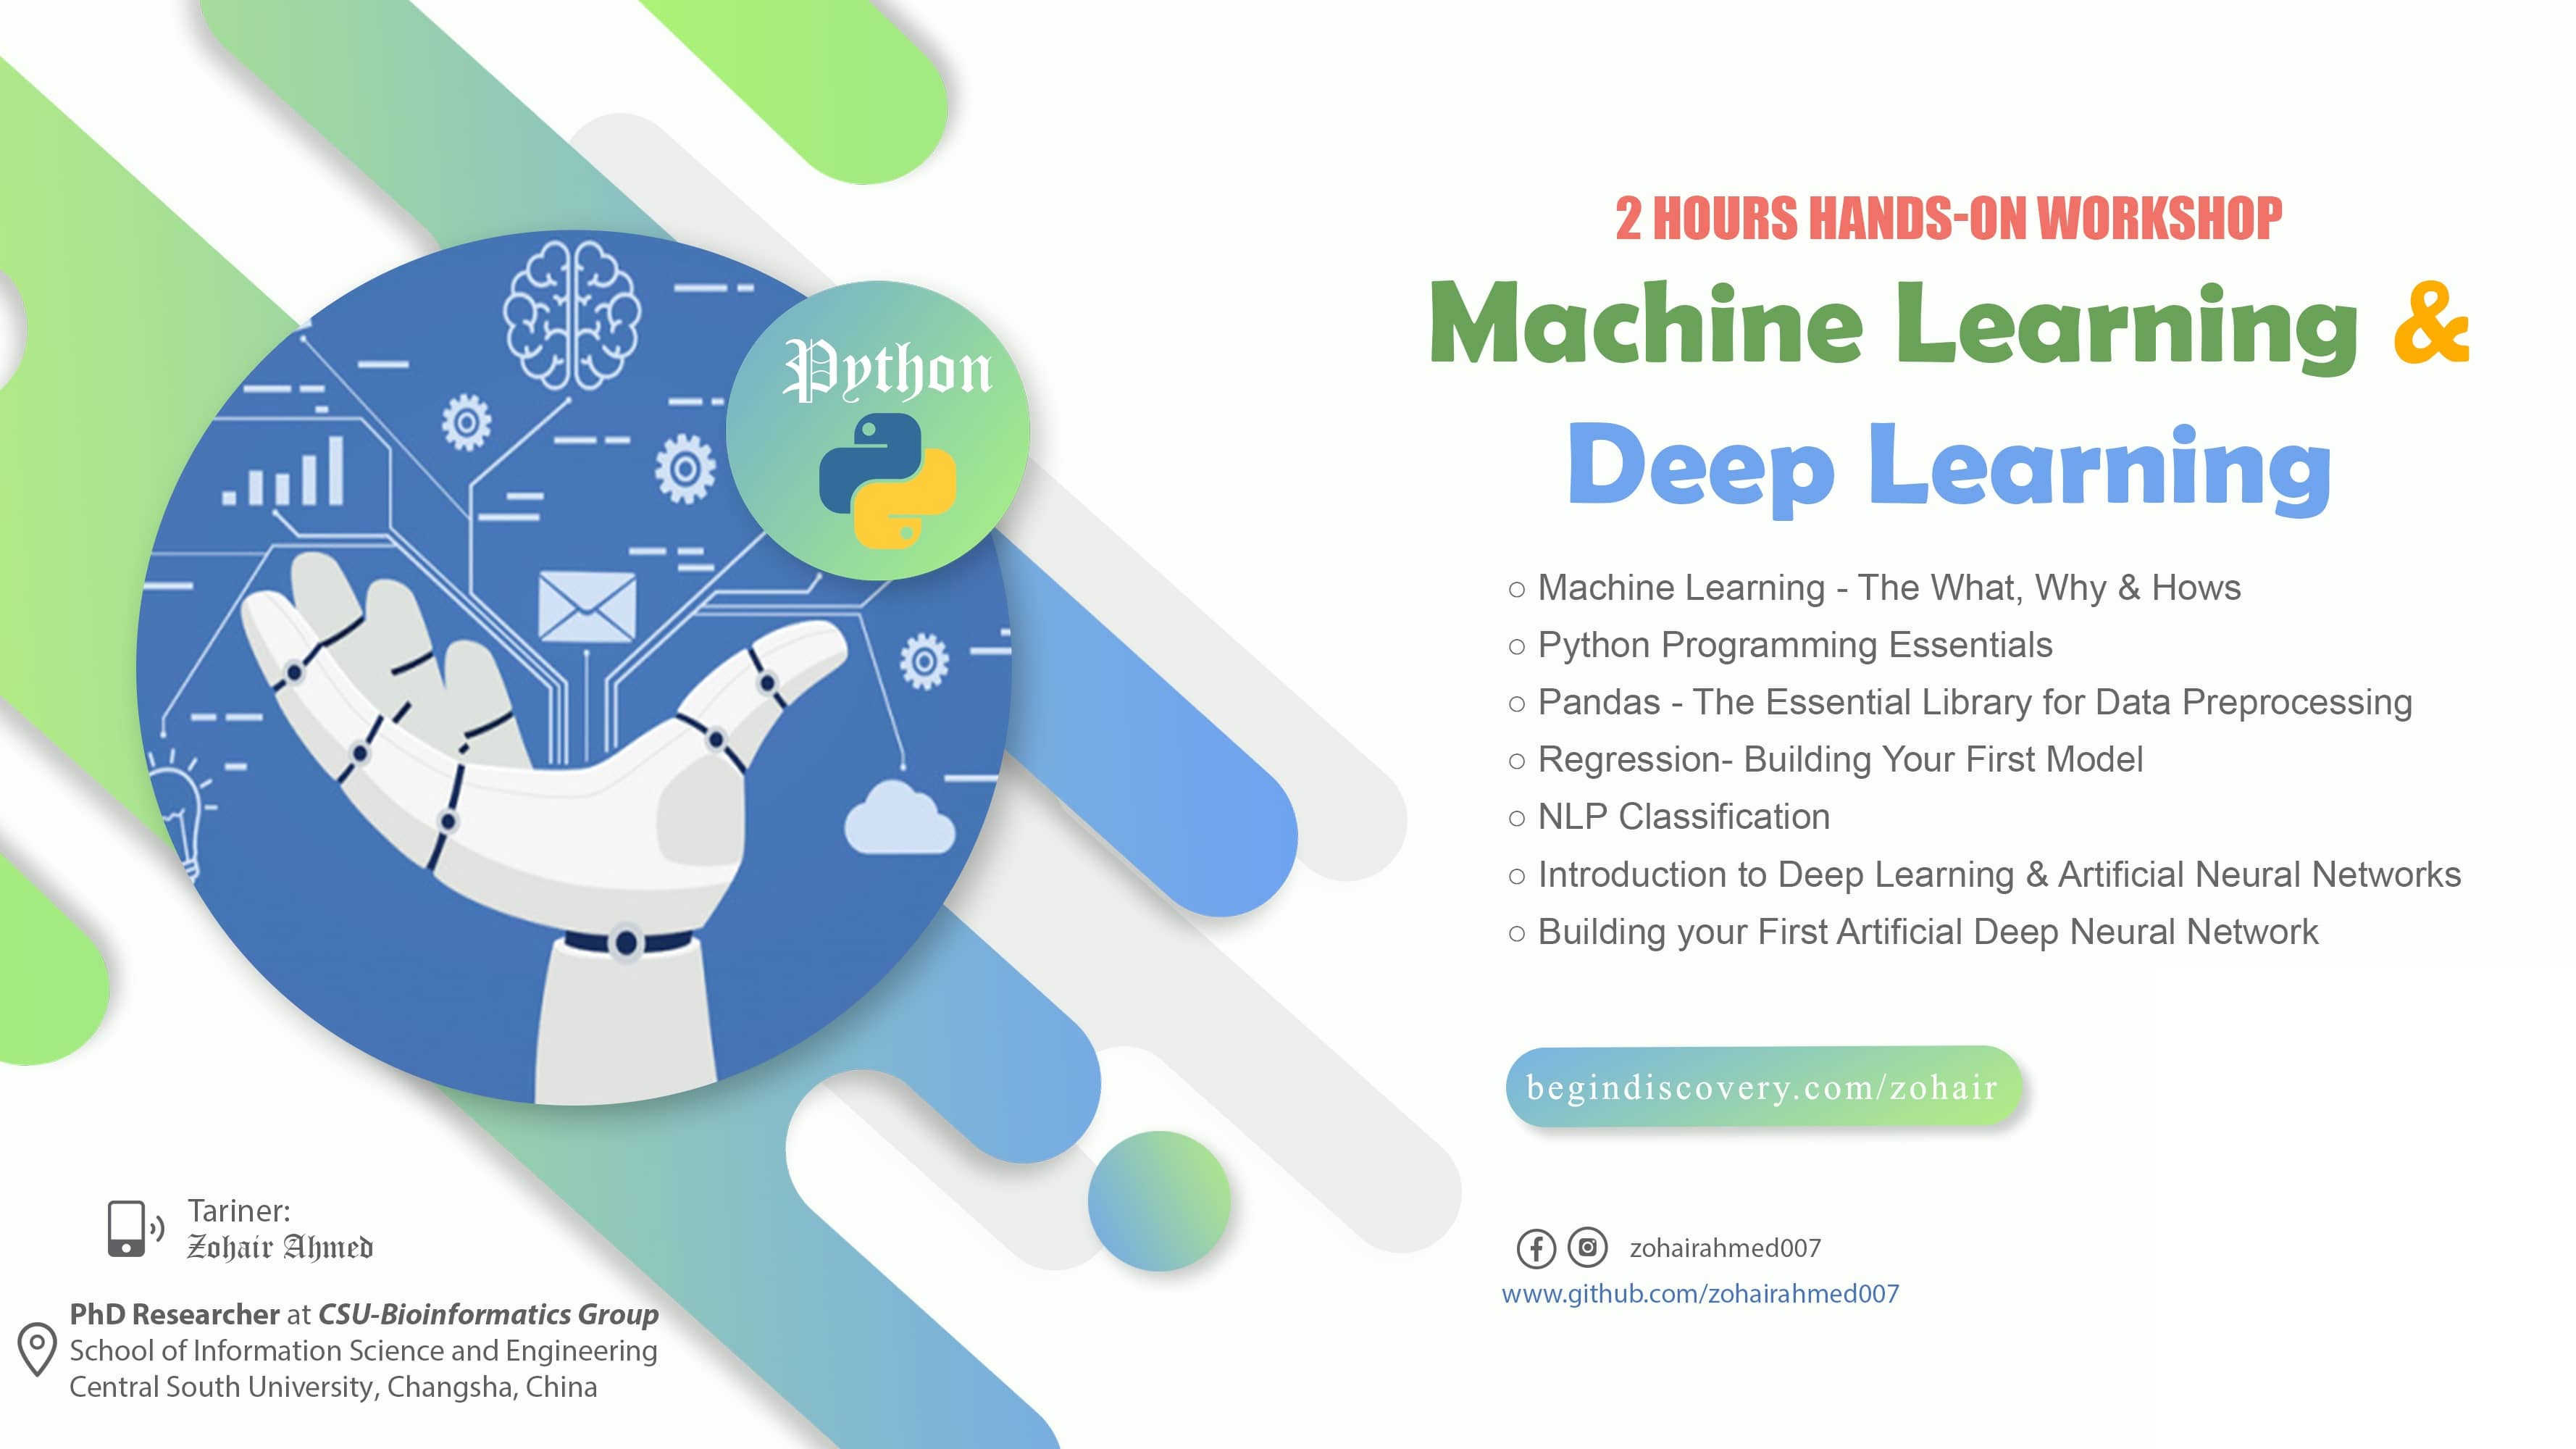 2 HOURS HANDS-ON WORKSHOP
Machine Learning &
Deep Learning
Python
○ Machine Learning - The What, Why & Hows
○ Python Programming Essentials
○ Pandas - The Essential Library for Data Preprocessing
○ Regression- Building Your First Model
○ NLP Classification
○ Introduction to Deep Learning & Artificial Neural Networks
○ Building your First Artificial Deep Neural Network
begindiscovery.com/zohair
Tariner:
Zohair Ahmed
PhD Researcher at CSU-Bioinformatics Group
School of Information Science and Engineering
Central South University, Changsha, China
zohairahmed007
www.github.com/zohairahmed007